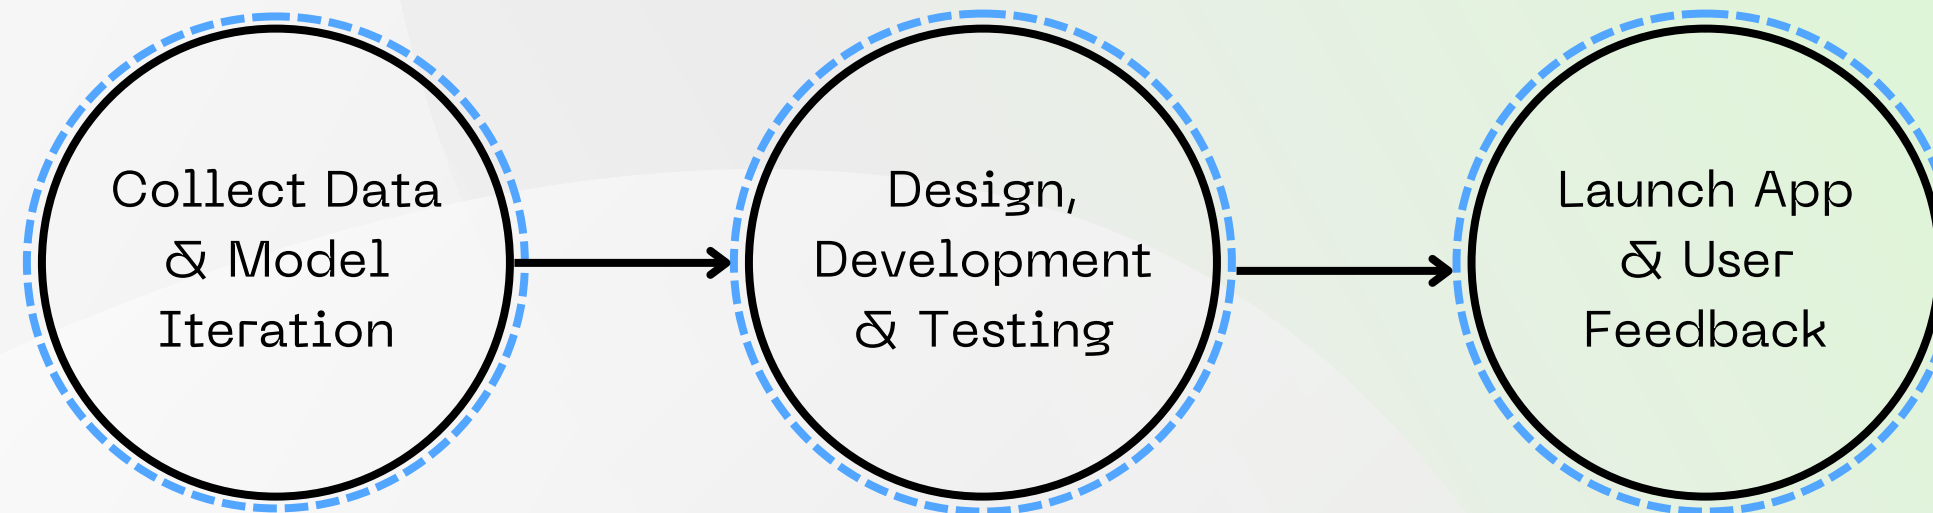 Collect Data
& Model
Iteration
Design,
Development
& Testing
Launch App
& User
Feedback